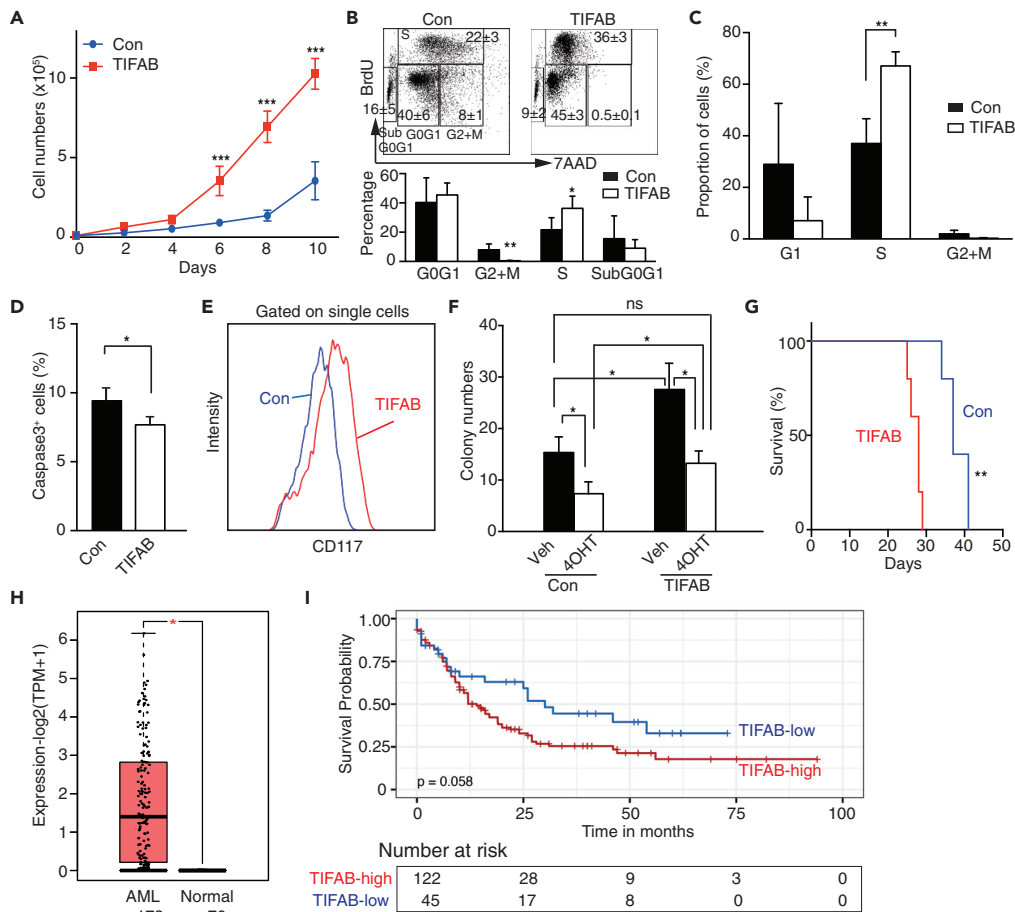 A
Con
TIFAB
Cell numbers (x10⁵)
10
5
0
***
***
***
0 2 4 6 8 10
Days
B
Con
TIFAB
BrdU
S
22±3
36±3
16±5
40±6
8±1
9±2
45±3
0.5±0.1
Sub
G0G1
G0G1
G2+M
7AAD
Con
TIFAB
Percentage
60
40
20
0
**
*
G0G1 G2+M S SubG0G1
C
Proportion of cells (%)
80
60
40
20
0
**
Con
TIFAB
G1 S G2+M
D
Caspase3⁺ cells (%)
15
10
5
0
*
Con
TIFAB
E
Gated on single cells
Intensity
Con
TIFAB
CD117
F
Colony numbers
40
30
20
10
0
ns
*
*
*
*
Veh
4OHT
Veh
4OHT
Con
TIFAB
G
Survival (%)
100
50
0
TIFAB
Con
**
0 10 20 30 40 50
Days
H
Expression-log2(TPM+1)
6
5
4
3
2
1
0
*
AML
Normal
I
Survival Probability
1.00
0.75
0.50
0.25
0
TIFAB-low
TIFAB-high
p = 0.058
0 25 50 75 100
Time in months
Number at risk
TIFAB-high 122 28 9 3 0
TIFAB-low 45 17 8 0 0